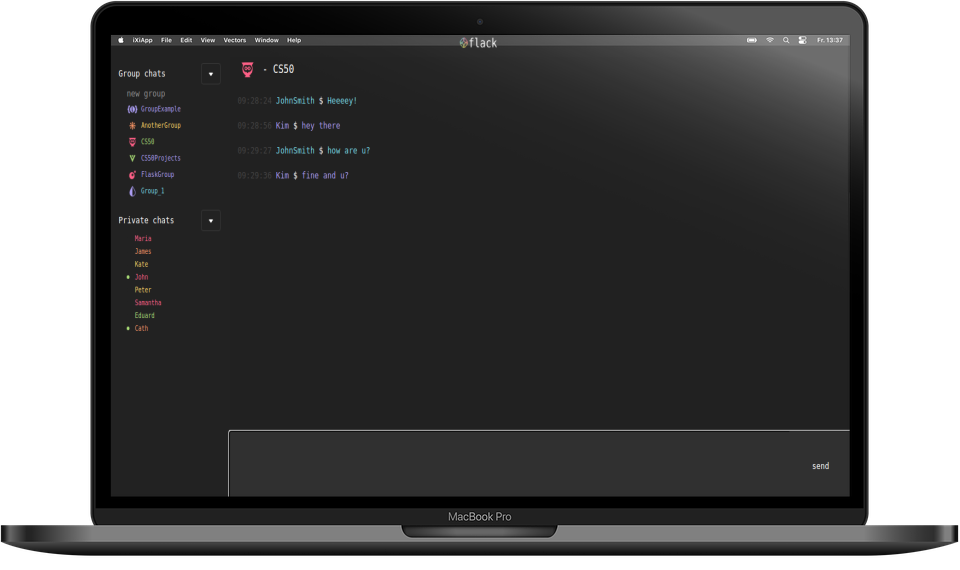 iXiApp File Edit View Vectors Window Help Fr. 13:37
flack
Group chats
new group
GroupExample
AnotherGroup
CS50
CS50Projects
FlaskGroup
Group_1
Private chats
Maria
James
Kate
John
Peter
Samantha
Eduard
Cath
- CS50
09:28:24 JohnSmith $ Heeeey!
09:28:58 Kim $ hey there
09:29:27 JohnSmith $ how are u?
09:29:36 Kim $ fine and u?
send
MacBook Pro